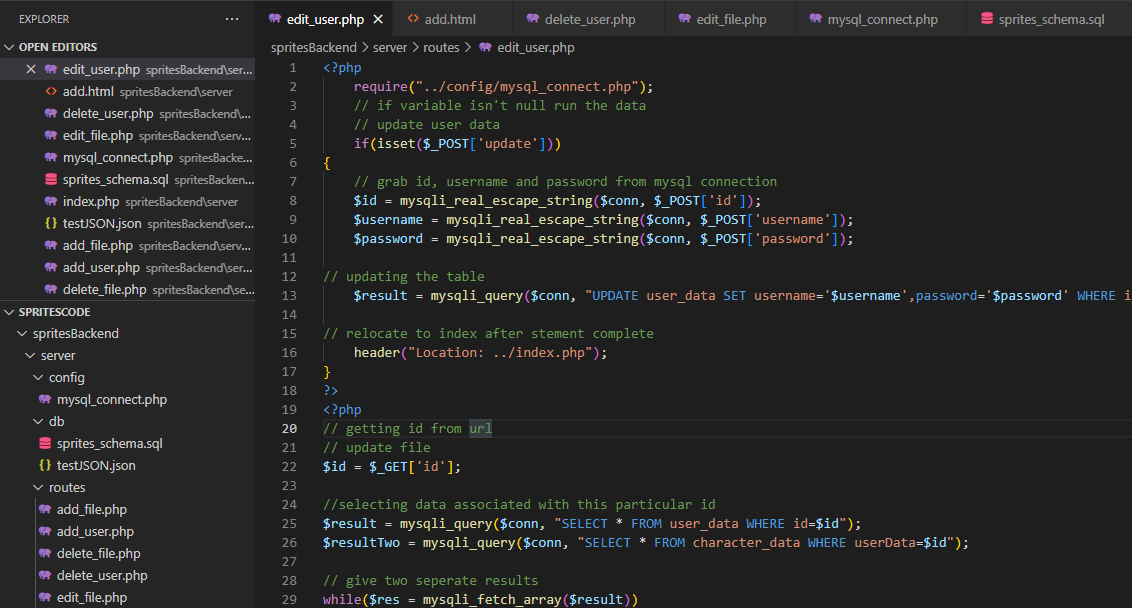 EXPLORER ...
OPEN EDITORS
edit_user.php spritesBackend\ser...
add.html spritesBackend\server
delete_user.php spritesBackend\...
edit_file.php spritesBackend\serv...
mysql_connect.php spritesBacke...
sprites_schema.sql spritesBacken...
index.php spritesBackend\server
testJSON.json spritesBackend\ser...
add_file.php spritesBackend\serv...
add_user.php spritesBackend\ser...
delete_file.php spritesBackend\se...
SPRITESCODE
spritesBackend
server
config
mysql_connect.php
db
sprites_schema.sql
testJSON.json
routes
add_file.php
add_user.php
delete_file.php
delete_user.php
edit_file.php
edit_user.php add.html delete_user.php edit_file.php mysql_connect.php sprites_schema.sql
spritesBackend > server > routes > edit_user.php
1 <?php
2 require("../config/mysql_connect.php");
3 // if variable isn't null run the data
4 // update user data
5 if(isset($_POST['update']))
6 {
7 // grab id, username and password from mysql connection
8 $id = mysqli_real_escape_string($conn, $_POST['id']);
9 $username = mysqli_real_escape_string($conn, $_POST['username']);
10 $password = mysqli_real_escape_string($conn, $_POST['password']);
11
12 // updating the table
13 $result = mysqli_query($conn, "UPDATE user_data SET username='$username',password='$password' WHERE i
14
15 // relocate to index after stement complete
16 header("Location: ../index.php");
17 }
18 ?>
19 <?php
20 // getting id from url
21 // update file
22 $id = $_GET['id'];
23
24 //selecting data associated with this particular id
25 $result = mysqli_query($conn, "SELECT * FROM user_data WHERE id=$id");
26 $resultTwo = mysqli_query($conn, "SELECT * FROM character_data WHERE userData=$id");
27
28 // give two seperate results
29 while($res = mysqli_fetch_array($result))